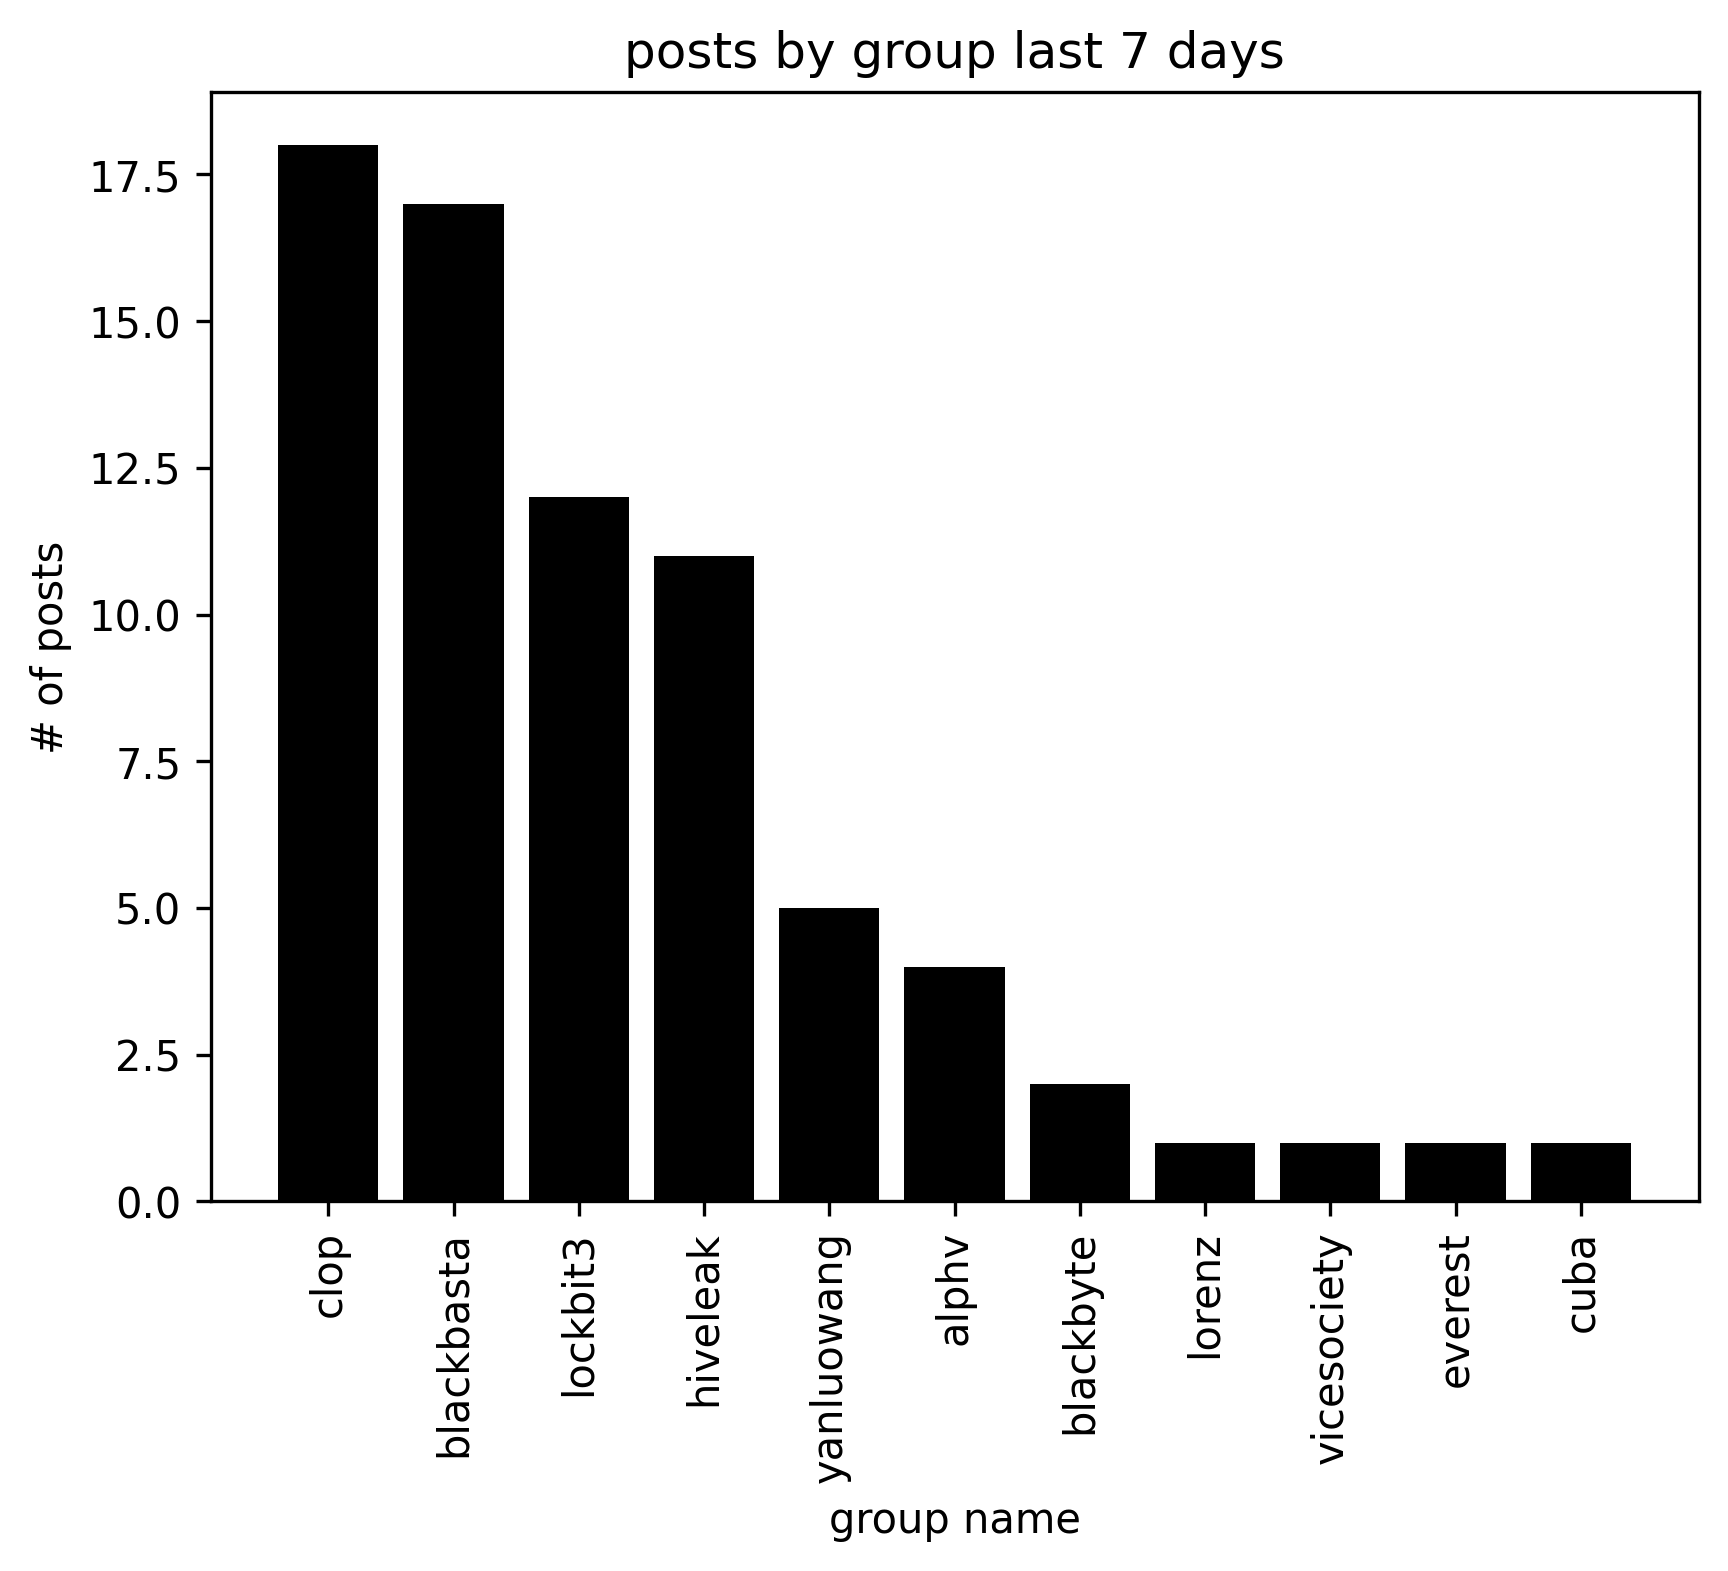 posts by group last 7 days
# of posts
17.5
15.0
12.5
10.0
7.5
5.0
2.5
0.0
clop
blackbasta
lockbit3
hiveleak
yanluowang
alphv
blackbyte
lorenz
vicesociety
everest
cuba
group name